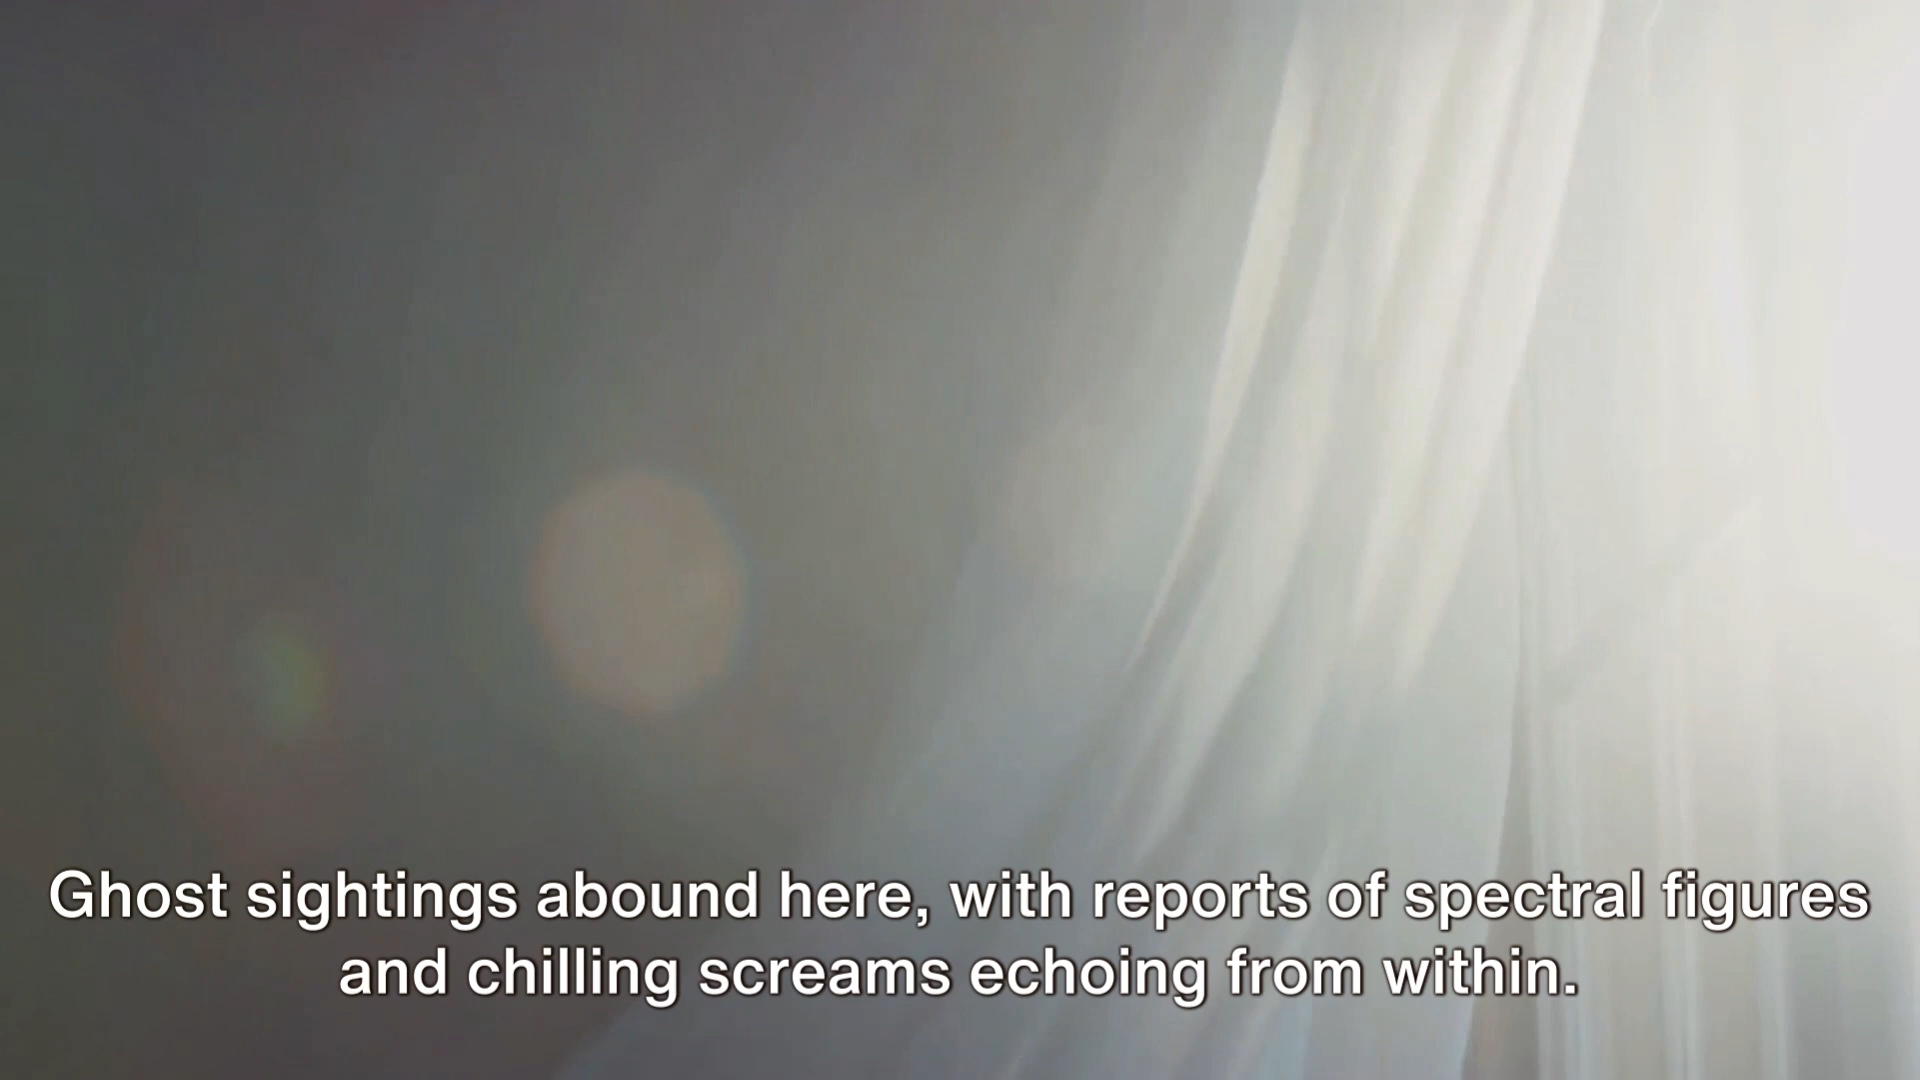 Ghost sightings abound here, with reports of spectral figures
and chilling screams echoing from within.